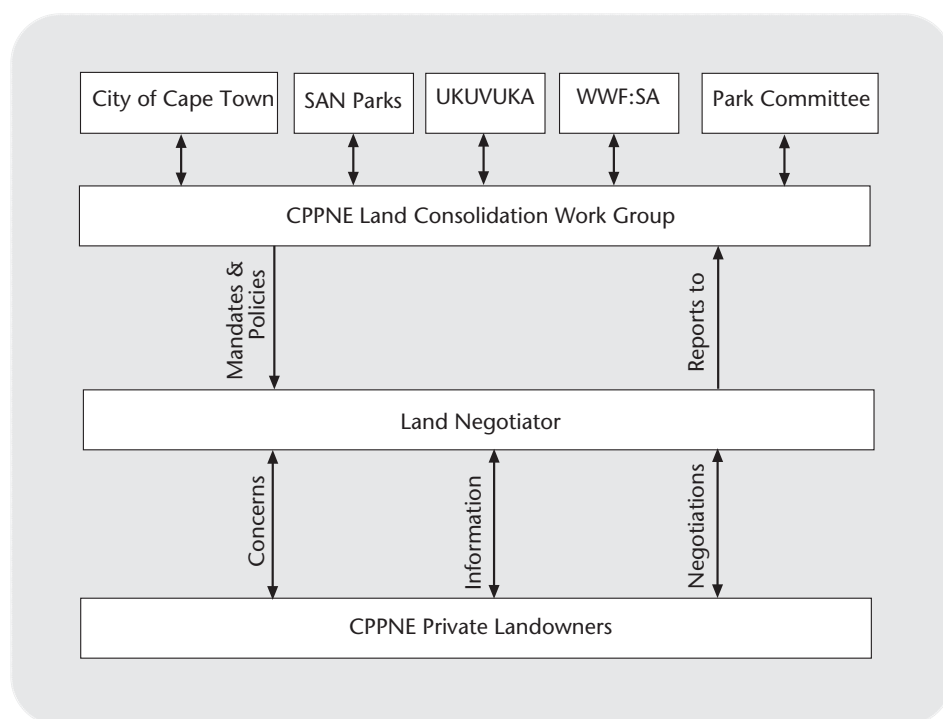 City of Cape Town
SAN Parks
UKUVUKA
WWF:SA
Park Committee
CPPNE Land Consolidation Work Group
Mandates &
Policies
Reports to
Land Negotiator
Concerns
Information
Negotiations
CPPNE Private Landowners